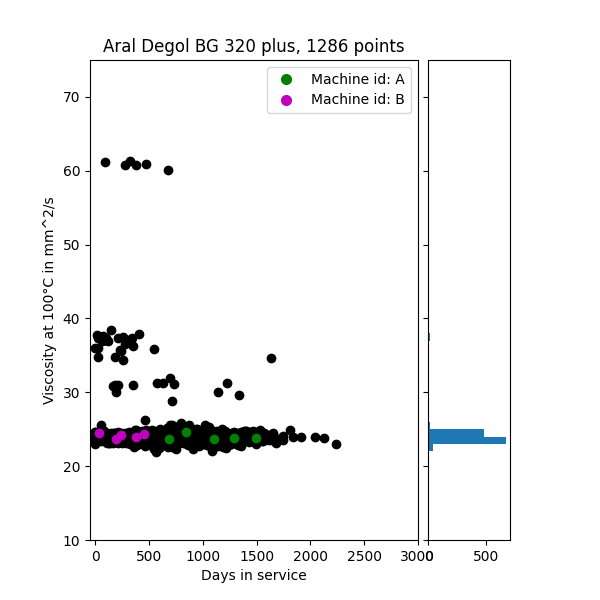 Aral Degol BG 320 plus, 1286 points
Machine id: A
Machine id: B
Viscosity at 100°C in mm^2/s
70
60
50
40
30
20
10
0 500 1000 1500 2000 2500 3000
0 500
Days in service